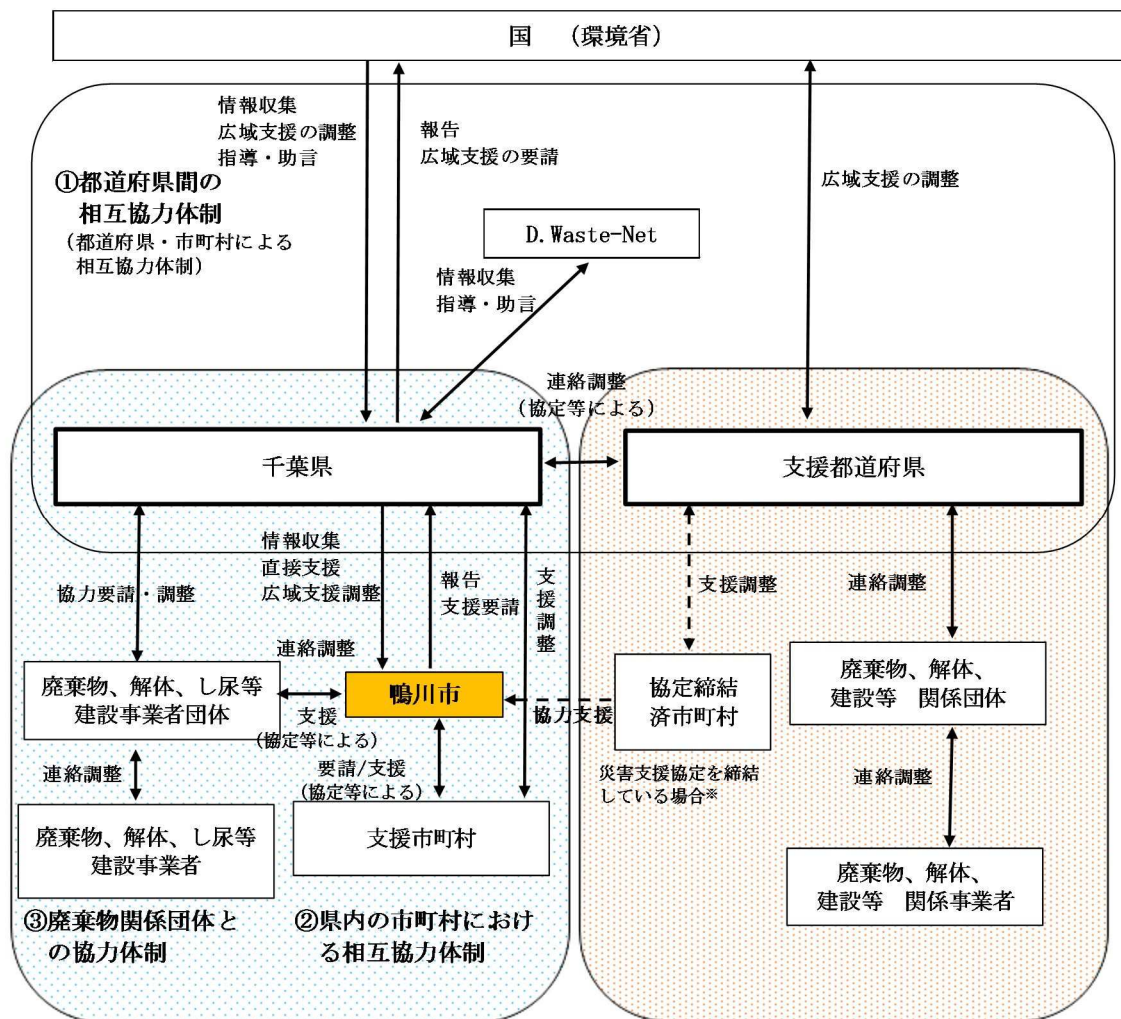 国　（環境省）
情報収集
広域支援の調整
指導・助言
報告
広域支援の要請
広域支援の調整
①都道府県間の
相互協力体制
（都道府県・市町村による
相互協力体制）
D.Waste-Net
情報収集
指導・助言
連絡調整
（協定等による）
千葉県
支援都道府県
協力要請・調整
情報収集
直接支援
広域支援調整
報告
支援要請
支援調整
支援調整
連絡調整
連絡調整
廃棄物、解体、し尿等
建設事業者団体
鴨川市
協力支援
協定締結
済市町村
廃棄物、解体、
建設等　関係団体
支援
（協定等による）
連絡調整
要請/支援
（協定等による）
災害支援協定を締結
している場合※
連絡調整
廃棄物、解体、し尿等
建設事業者
支援市町村
廃棄物、解体、
建設等　関係事業者
③廃棄物関係団体と
の協力体制
②県内の市町村におけ
る相互協力体制